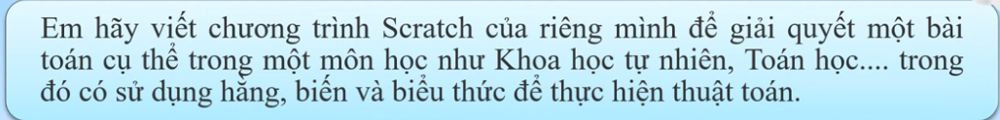 Em hãy viết chương trình Scratch của riêng mình để giải quyết một bài
toán cụ thể trong một môn học như Khoa học tự nhiên, Toán học.... trong
đó có sử dụng hằng, biến và biểu thức để thực hiện thuật toán.